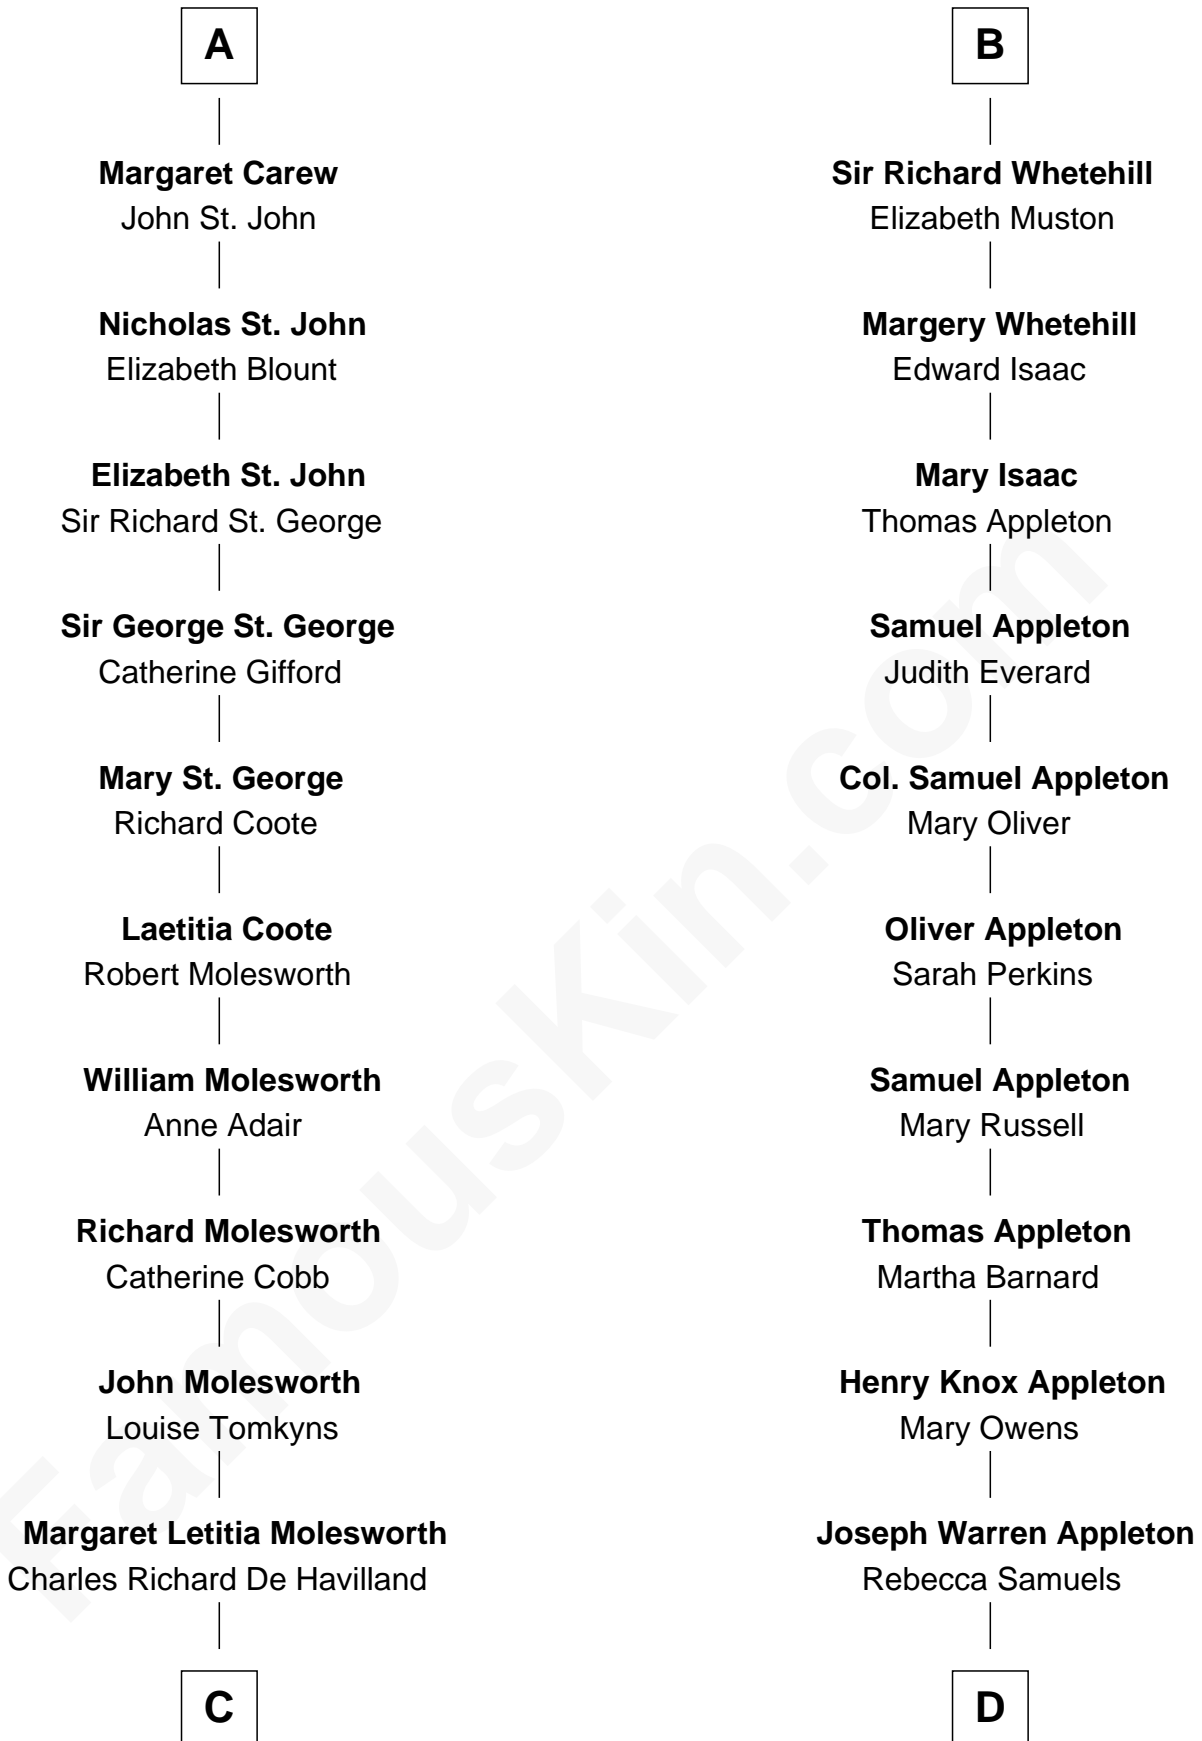 A
Margaret Carew
John St. John
Nicholas St. John
Elizabeth Blount
Elizabeth St. John
Sir Richard St. George
Sir George St. George
Catherine Gifford
Mary St. George
Richard Coote
Laetitia Coote
Robert Molesworth
William Molesworth
Anne Adair
Richard Molesworth
Catherine Cobb
John Molesworth
Louise Tomkyns
Margaret Letitia Molesworth
Charles Richard De Havilland
C
B
Sir Richard Whetehill
Elizabeth Muston
Margery Whetehill
Edward Isaac
Mary Isaac
Thomas Appleton
Samuel Appleton
Judith Everard
Col. Samuel Appleton
Mary Oliver
Oliver Appleton
Sarah Perkins
Samuel Appleton
Mary Russell
Thomas Appleton
Martha Barnard
Henry Knox Appleton
Mary Owens
Joseph Warren Appleton
Rebecca Samuels
D
FamousKin.com